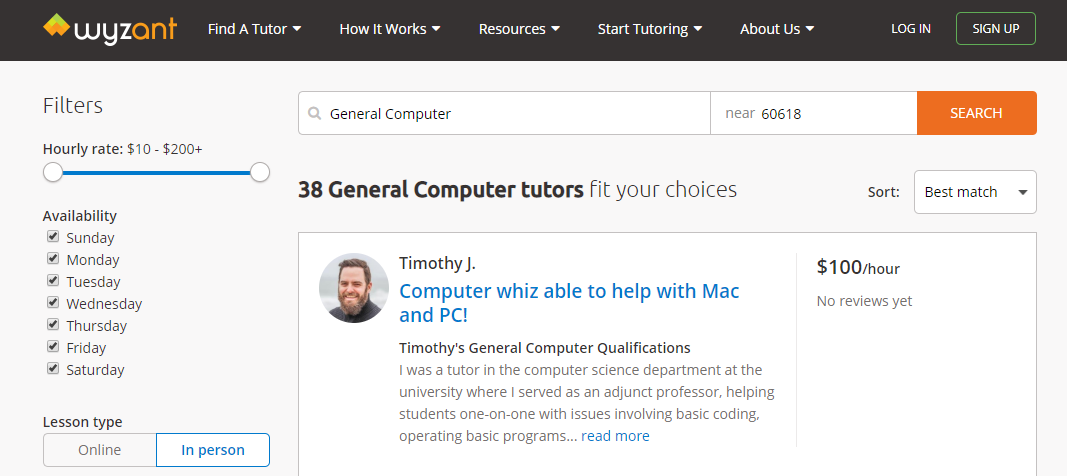 wyzant
Find A Tutor
How It Works
Resources
Start Tutoring
About Us
LOG IN
SIGN UP
Filters
Hourly rate: $10 - $200+
Availability
Sunday
Monday
Tuesday
Wednesday
Thursday
Friday
Saturday
Lesson type
Online
In person
General Computer
near 60618
SEARCH
38 General Computer tutors fit your choices
Sort:
Best match
Timothy J.
Computer whiz able to help with Mac
and PC!
Timothy's General Computer Qualifications
I was a tutor in the computer science department at the
university where I served as an adjunct professor, helping
students one-on-one with issues involving basic coding,
operating basic programs... read more
$100/hour
No reviews yet